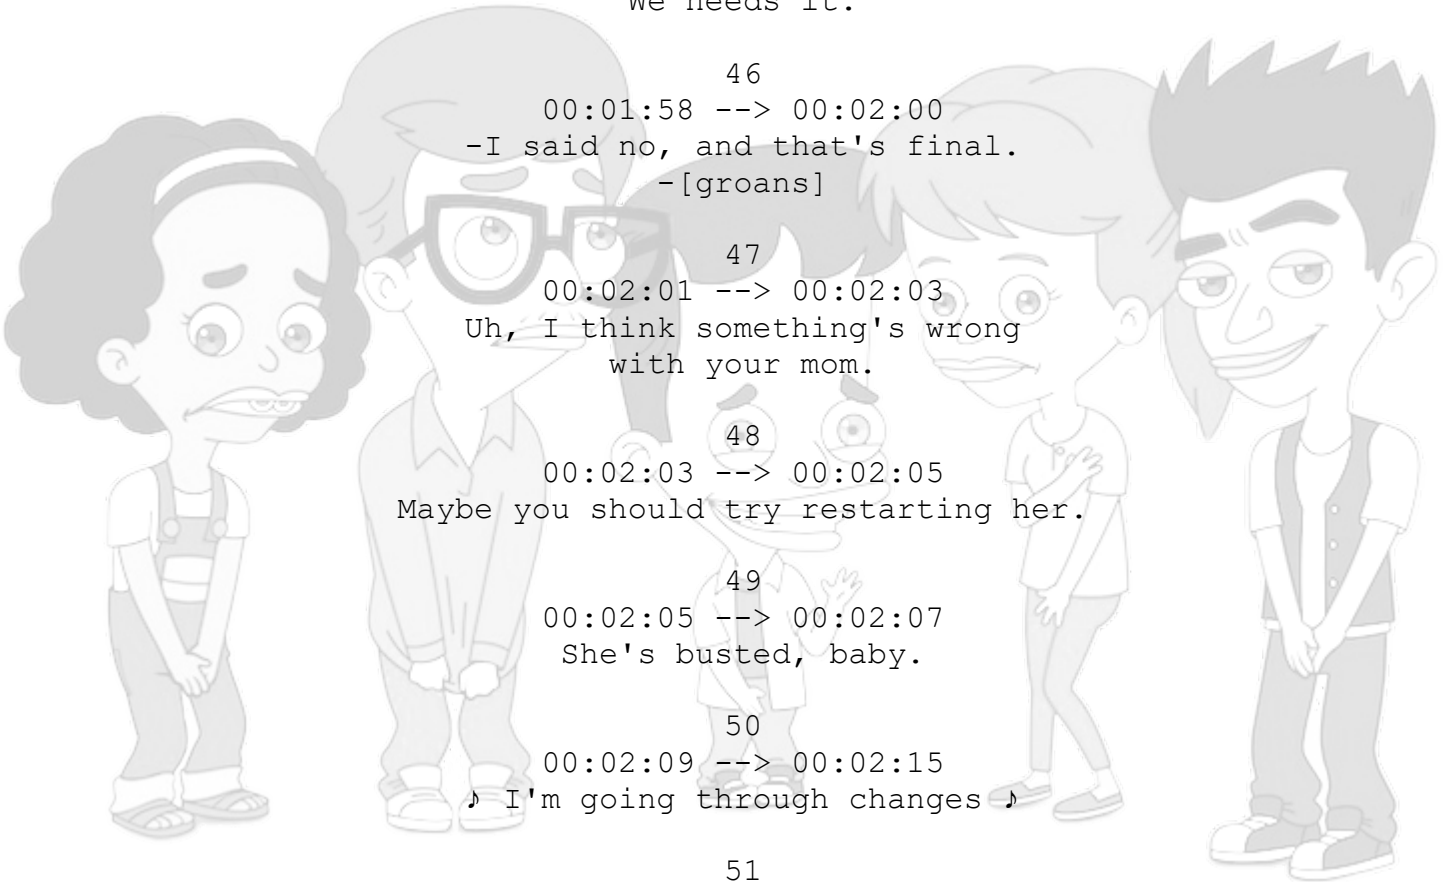 We needs it.
46
00:01:58 --> 00:02:00
-I said no, and that's final.
-[groans]
47
00:02:01 --> 00:02:03
Uh, I think something's wrong
with your mom.
48
00:02:03 --> 00:02:05
Maybe you should try restarting her.
49
00:02:05 --> 00:02:07
She's busted, baby.
50
00:02:09 --> 00:02:15
♪ I'm going through changes ♪
51